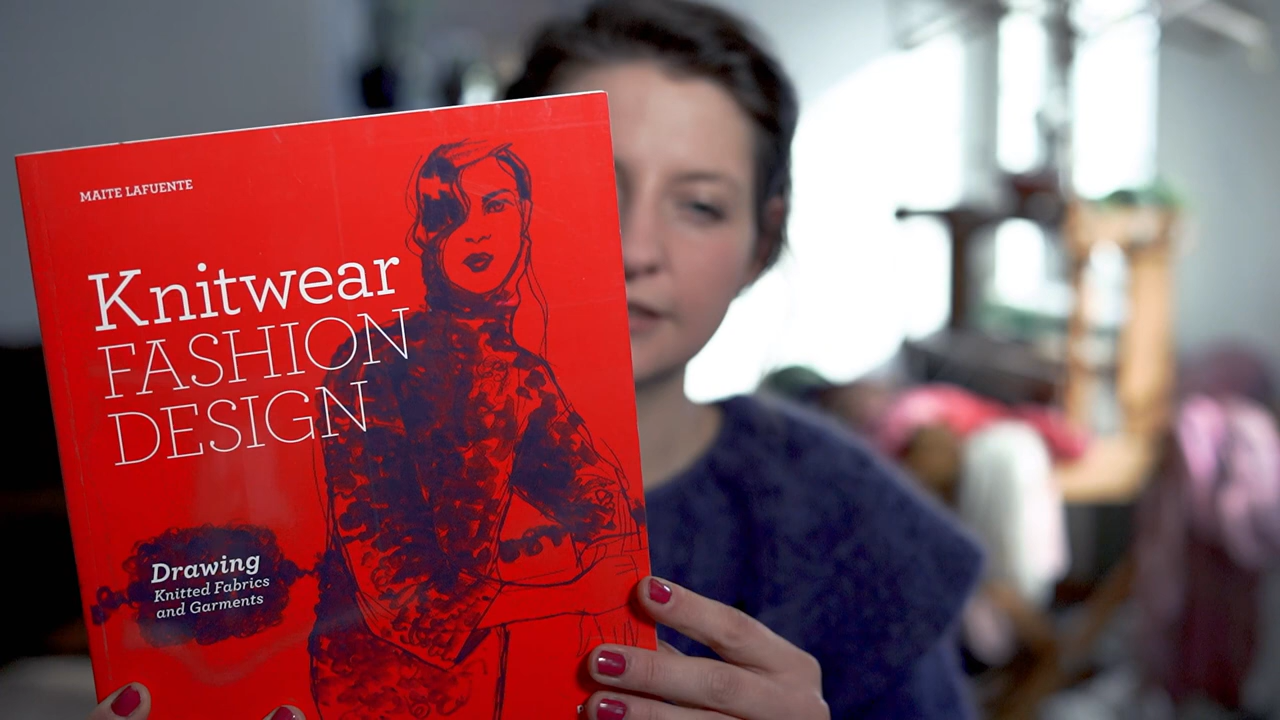 MAITE LAFUENTE
Knitwear
FASHION
DESIGN
Drawing
Knitted Fabrics
and Garments